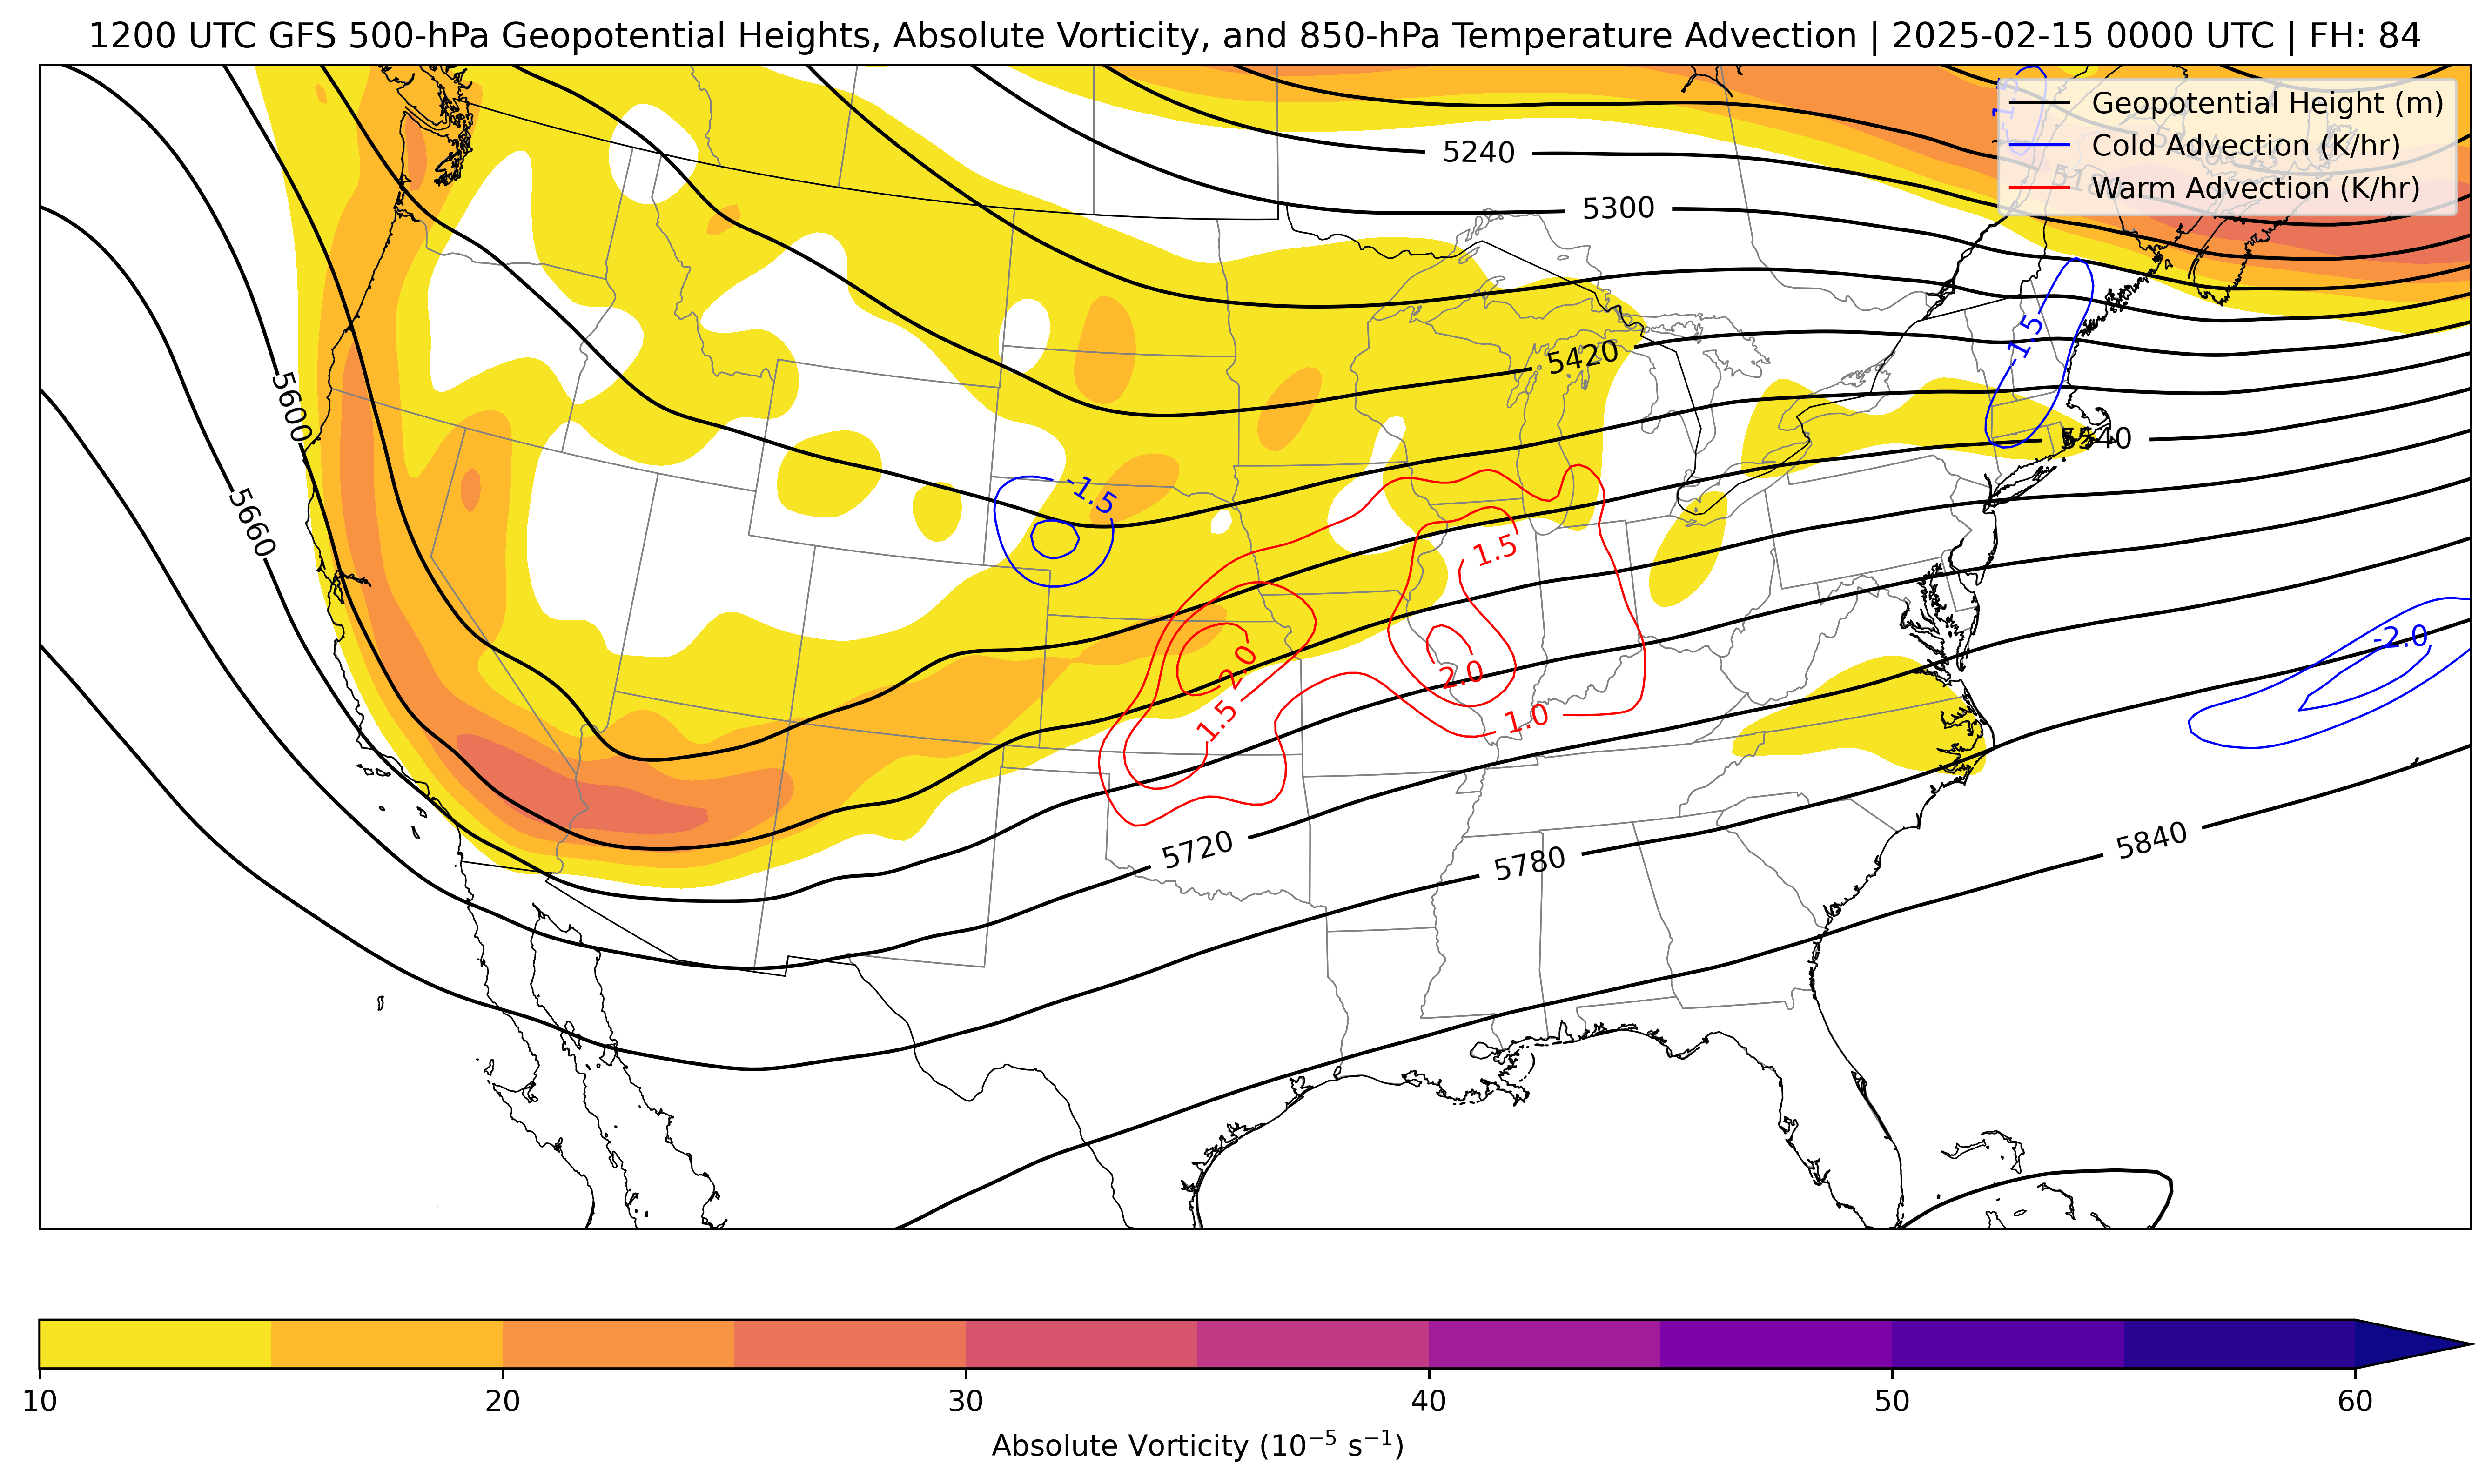 1200 UTC GFS 500-hPa Geopotential Heights, Absolute Vorticity, and 850-hPa Temperature Advection | 2025-02-15 0000 UTC | FH: 84
Geopotential Height (m)
Cold Advection (K/hr)
Warm Advection (K/hr)
5240
5300
5420
-1.5
5600
5540
-1.5
5660
1.5
-2.0
2.0
2.0
1.5
1.0
5720
5780
5840
10 20 30 40 50 60
Absolute Vorticity (10⁻⁵ s⁻¹)